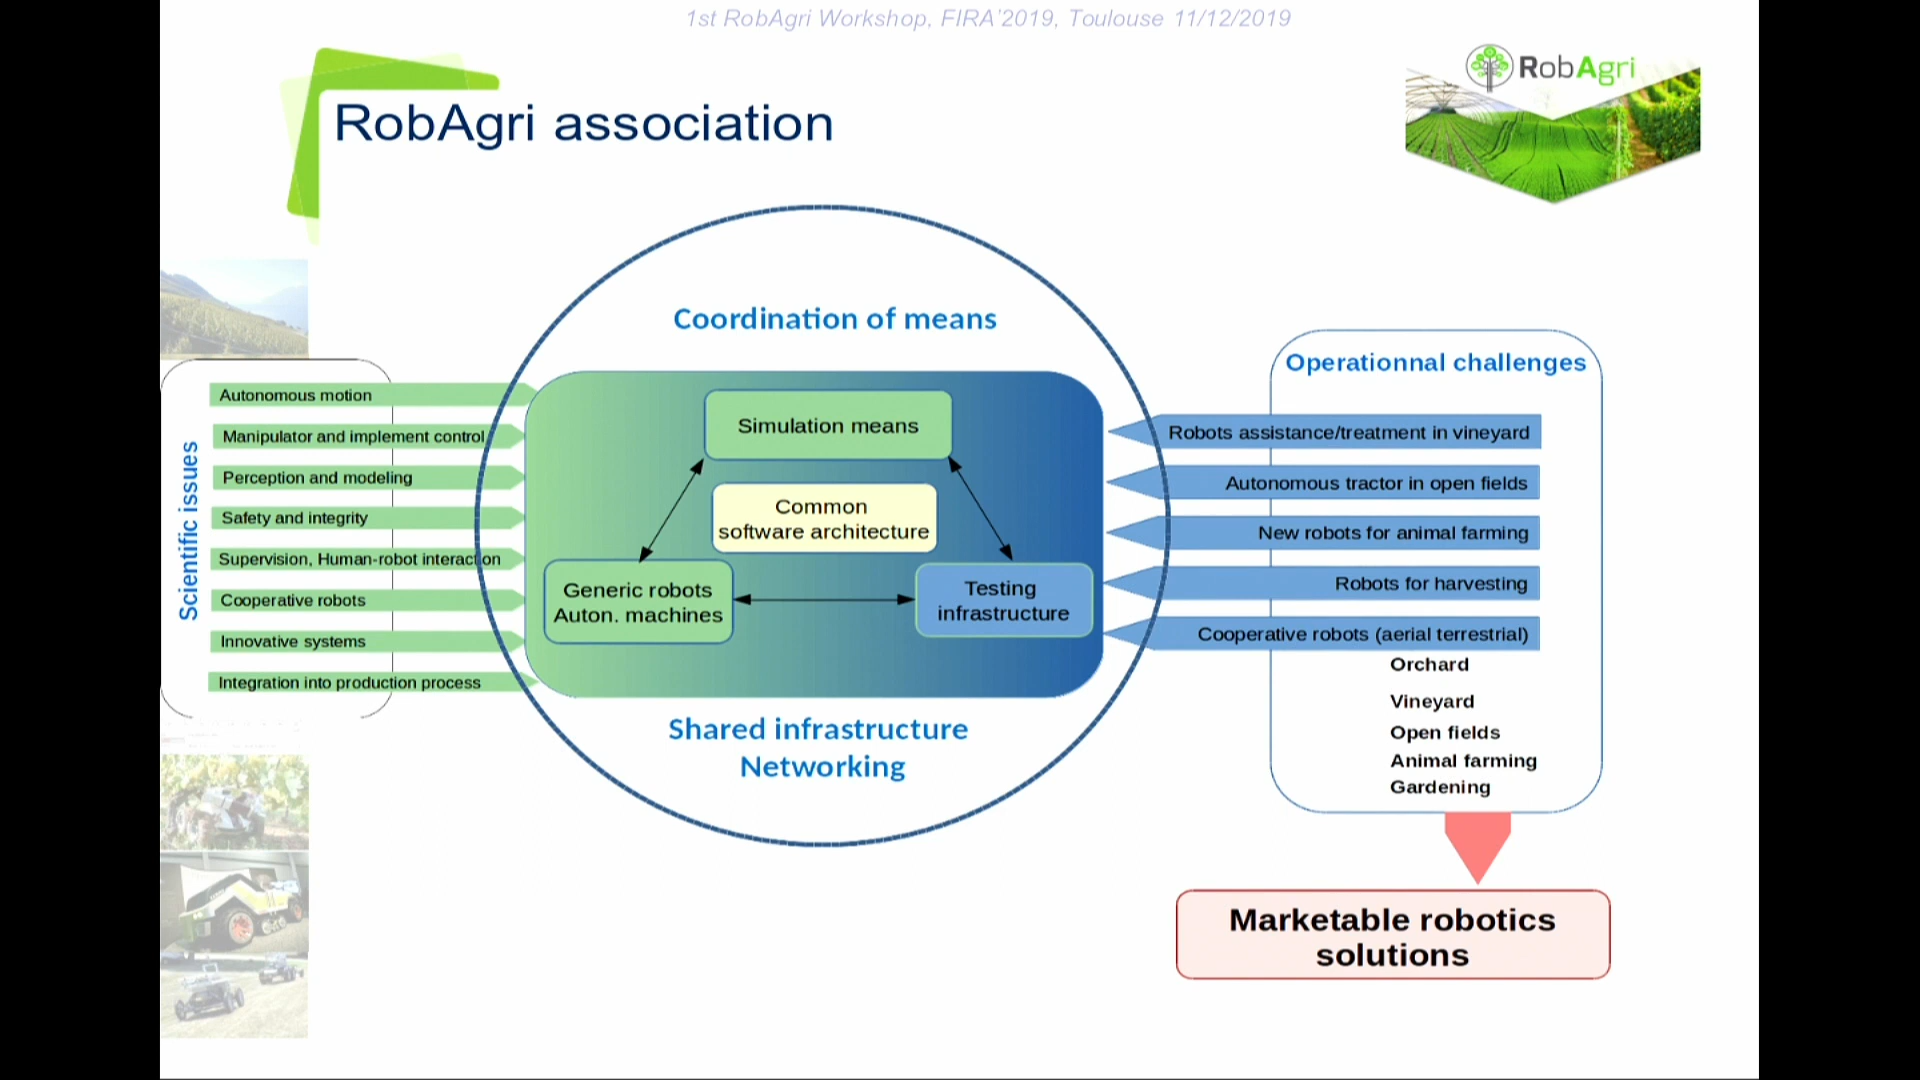 1st RobAgri Workshop, FIRA'2019, Toulouse 11/12/2019
RobAgri
RobAgri association
Coordination of means
Scientific issues
Autonomous motion
Manipulator and implement control
Perception and modeling
Safety and integrity
Supervision, Human-robot interaction
Cooperative robots
Innovative systems
Integration into production process
Simulation means
Common
software architecture
Generic robots
Auton. machines
Testing
infrastructure
Shared infrastructure
Networking
Operationnal challenges
Robots assistance/treatment in vineyard
Autonomous tractor in open fields
New robots for animal farming
Robots for harvesting
Cooperative robots (aerial terrestrial)
Orchard
Vineyard
Open fields
Animal farming
Gardening
Marketable robotics
solutions